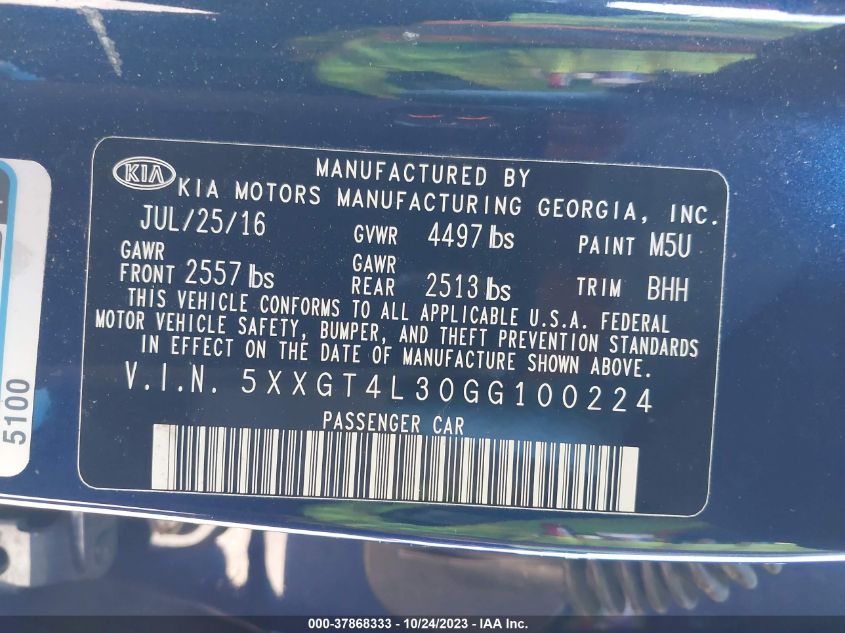 KIA
MANUFACTURED BY
KIA MOTORS MANUFACTURING GEORGIA, INC.
JUL/25/16 GVWR 4497 lbs PAINT M5U
GAWR FRONT 2557 lbs GAWR REAR 2513 lbs TRIM BHH
THIS VEHICLE CONFORMS TO ALL APPLICABLE U.S.A. FEDERAL
MOTOR VEHICLE SAFETY, BUMPER, AND THEFT PREVENTION STANDARDS
IN EFFECT ON THE DATE OF MANUFACTURE SHOWN ABOVE.
V.I.N. 5XXGT4L30GG100224
PASSENGER CAR
5100
000-37868333 - 10/24/2023 - IAA Inc.